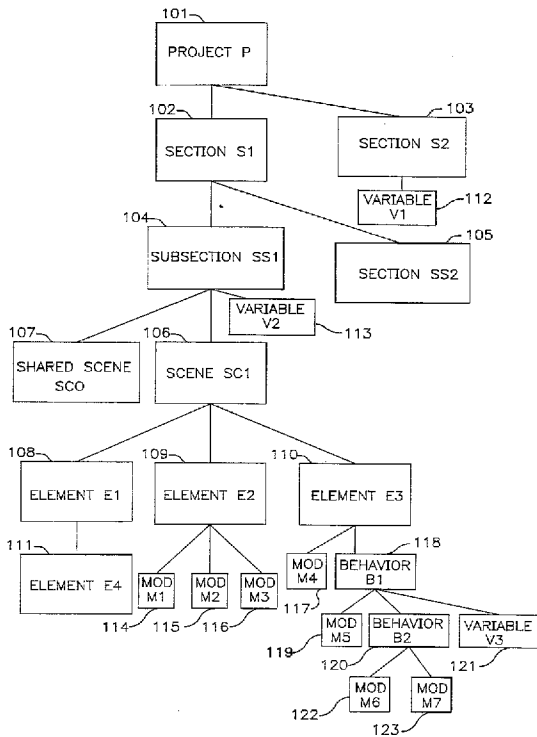 101
PROJECT P
102
103
SECTION S1
SECTION S2
VARIABLE
V1
112
104
105
SUBSECTION SS1
SECTION SS2
VARIABLE
V2
113
107
106
SHARED SCENE
SCO
SCENE SC1
108
109
110
ELEMENT E1
ELEMENT E2
ELEMENT E3
111
118
ELEMENT E4
MOD
M1
MOD
M2
MOD
M3
MOD
M4
BEHAVIOR
B1
114
115
116
117
MOD
M5
BEHAVIOR
B2
VARIABLE
V3
119
120
121
MOD
M6
MOD
M7
122
123